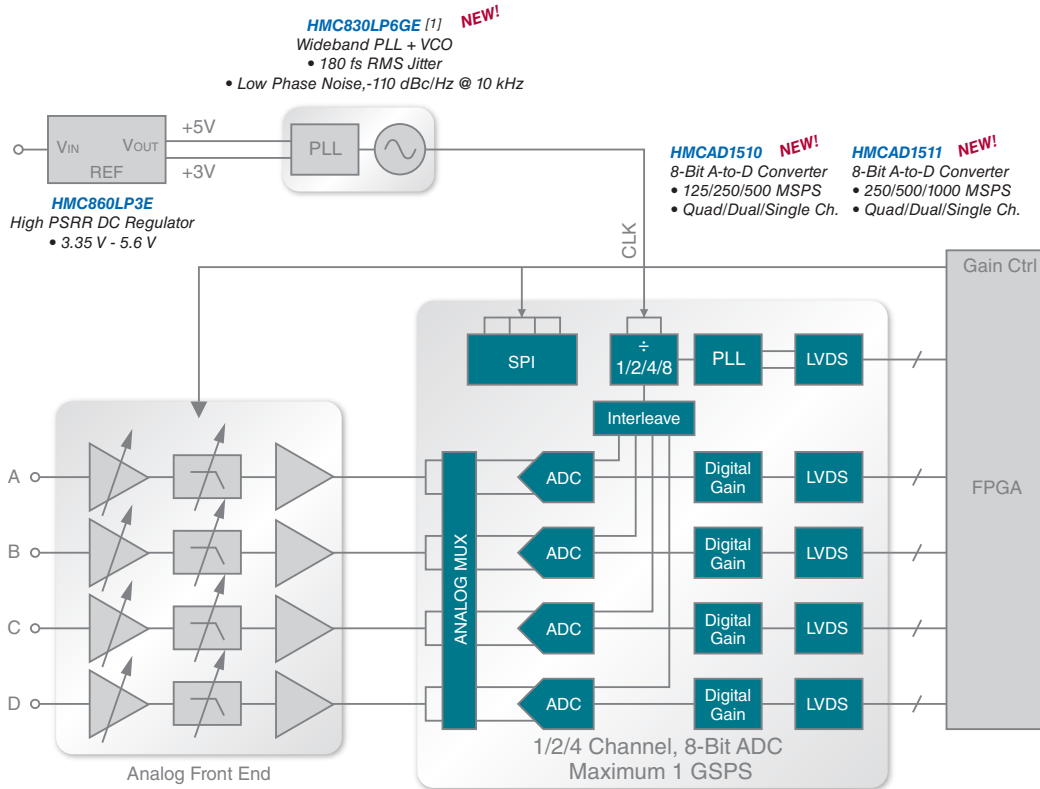 HMC830LP6GE [1] NEW!
Wideband PLL + VCO
• 180 fs RMS Jitter
• Low Phase Noise,-110 dBc/Hz @ 10 kHz
VIN VOUT
REF
+5V
+3V
PLL
HMC860LP3E
High PSRR DC Regulator
• 3.35 V - 5.6 V
HMCAD1510 NEW!
8-Bit A-to-D Converter
• 125/250/500 MSPS
• Quad/Dual/Single Ch.
HMCAD1511 NEW!
8-Bit A-to-D Converter
• 250/500/1000 MSPS
• Quad/Dual/Single Ch.
CLK
Gain Ctrl
SPI
÷
1/2/4/8
PLL
LVDS
Interleave
A
ADC
Digital
Gain
LVDS
FPGA
B
ADC
Digital
Gain
LVDS
ANALOG MUX
C
ADC
Digital
Gain
LVDS
D
ADC
Digital
Gain
LVDS
Analog Front End
1/2/4 Channel, 8-Bit ADC
Maximum 1 GSPS